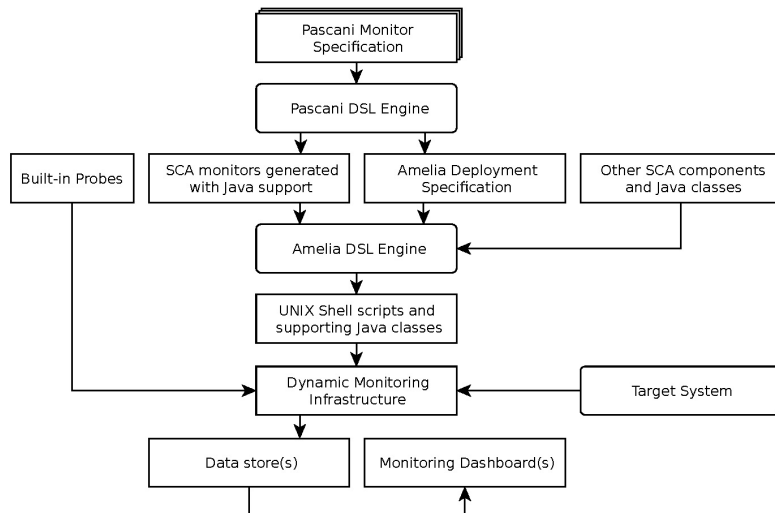 Pascani Monitor
Specification
Pascani DSL Engine
Built-in Probes
SCA monitors generated
with Java support
Amelia Deployment
Specification
Other SCA components
and Java classes
Amelia DSL Engine
UNIX Shell scripts and
supporting Java classes
Dynamic Monitoring
Infrastructure
Target System
Data store(s)
Monitoring Dashboard(s)